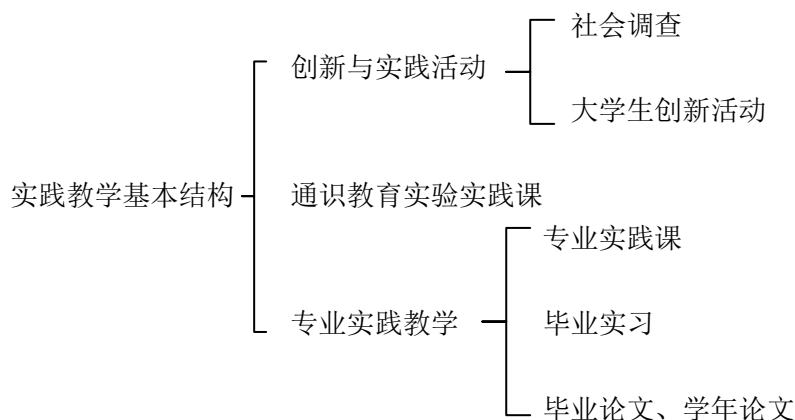 社会调查
创新与实践活动
大学生创新活动
实践教学基本结构
通识教育实验实践课
专业实践课
专业实践教学
毕业实习
毕业论文、学年论文